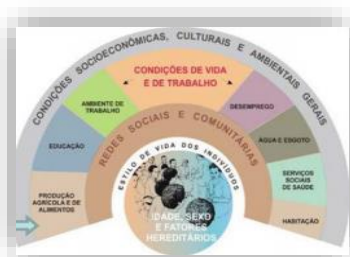 CONDIÇÕES SOCIOECONÔMICAS, CULTURAIS E AMBIENTAIS GERAIS
CONDIÇÕES DE VIDA
E DE TRABALHO
AMBIENTE DE
TRABALHO
DESEMPREGO
EDUCAÇÃO
ÁGUA E ESGOTO
PRODUÇÃO
AGRÍCOLA E DE
ALIMENTOS
SERVIÇOS
SOCIAIS
DE SAÚDE
HABITAÇÃO
REDES SOCIAIS E COMUNITÁRIAS
ESTILO DE VIDA DOS INDIVÍDUOS
IDADE, SEXO
E FATORES
HEREDITÁRIOS